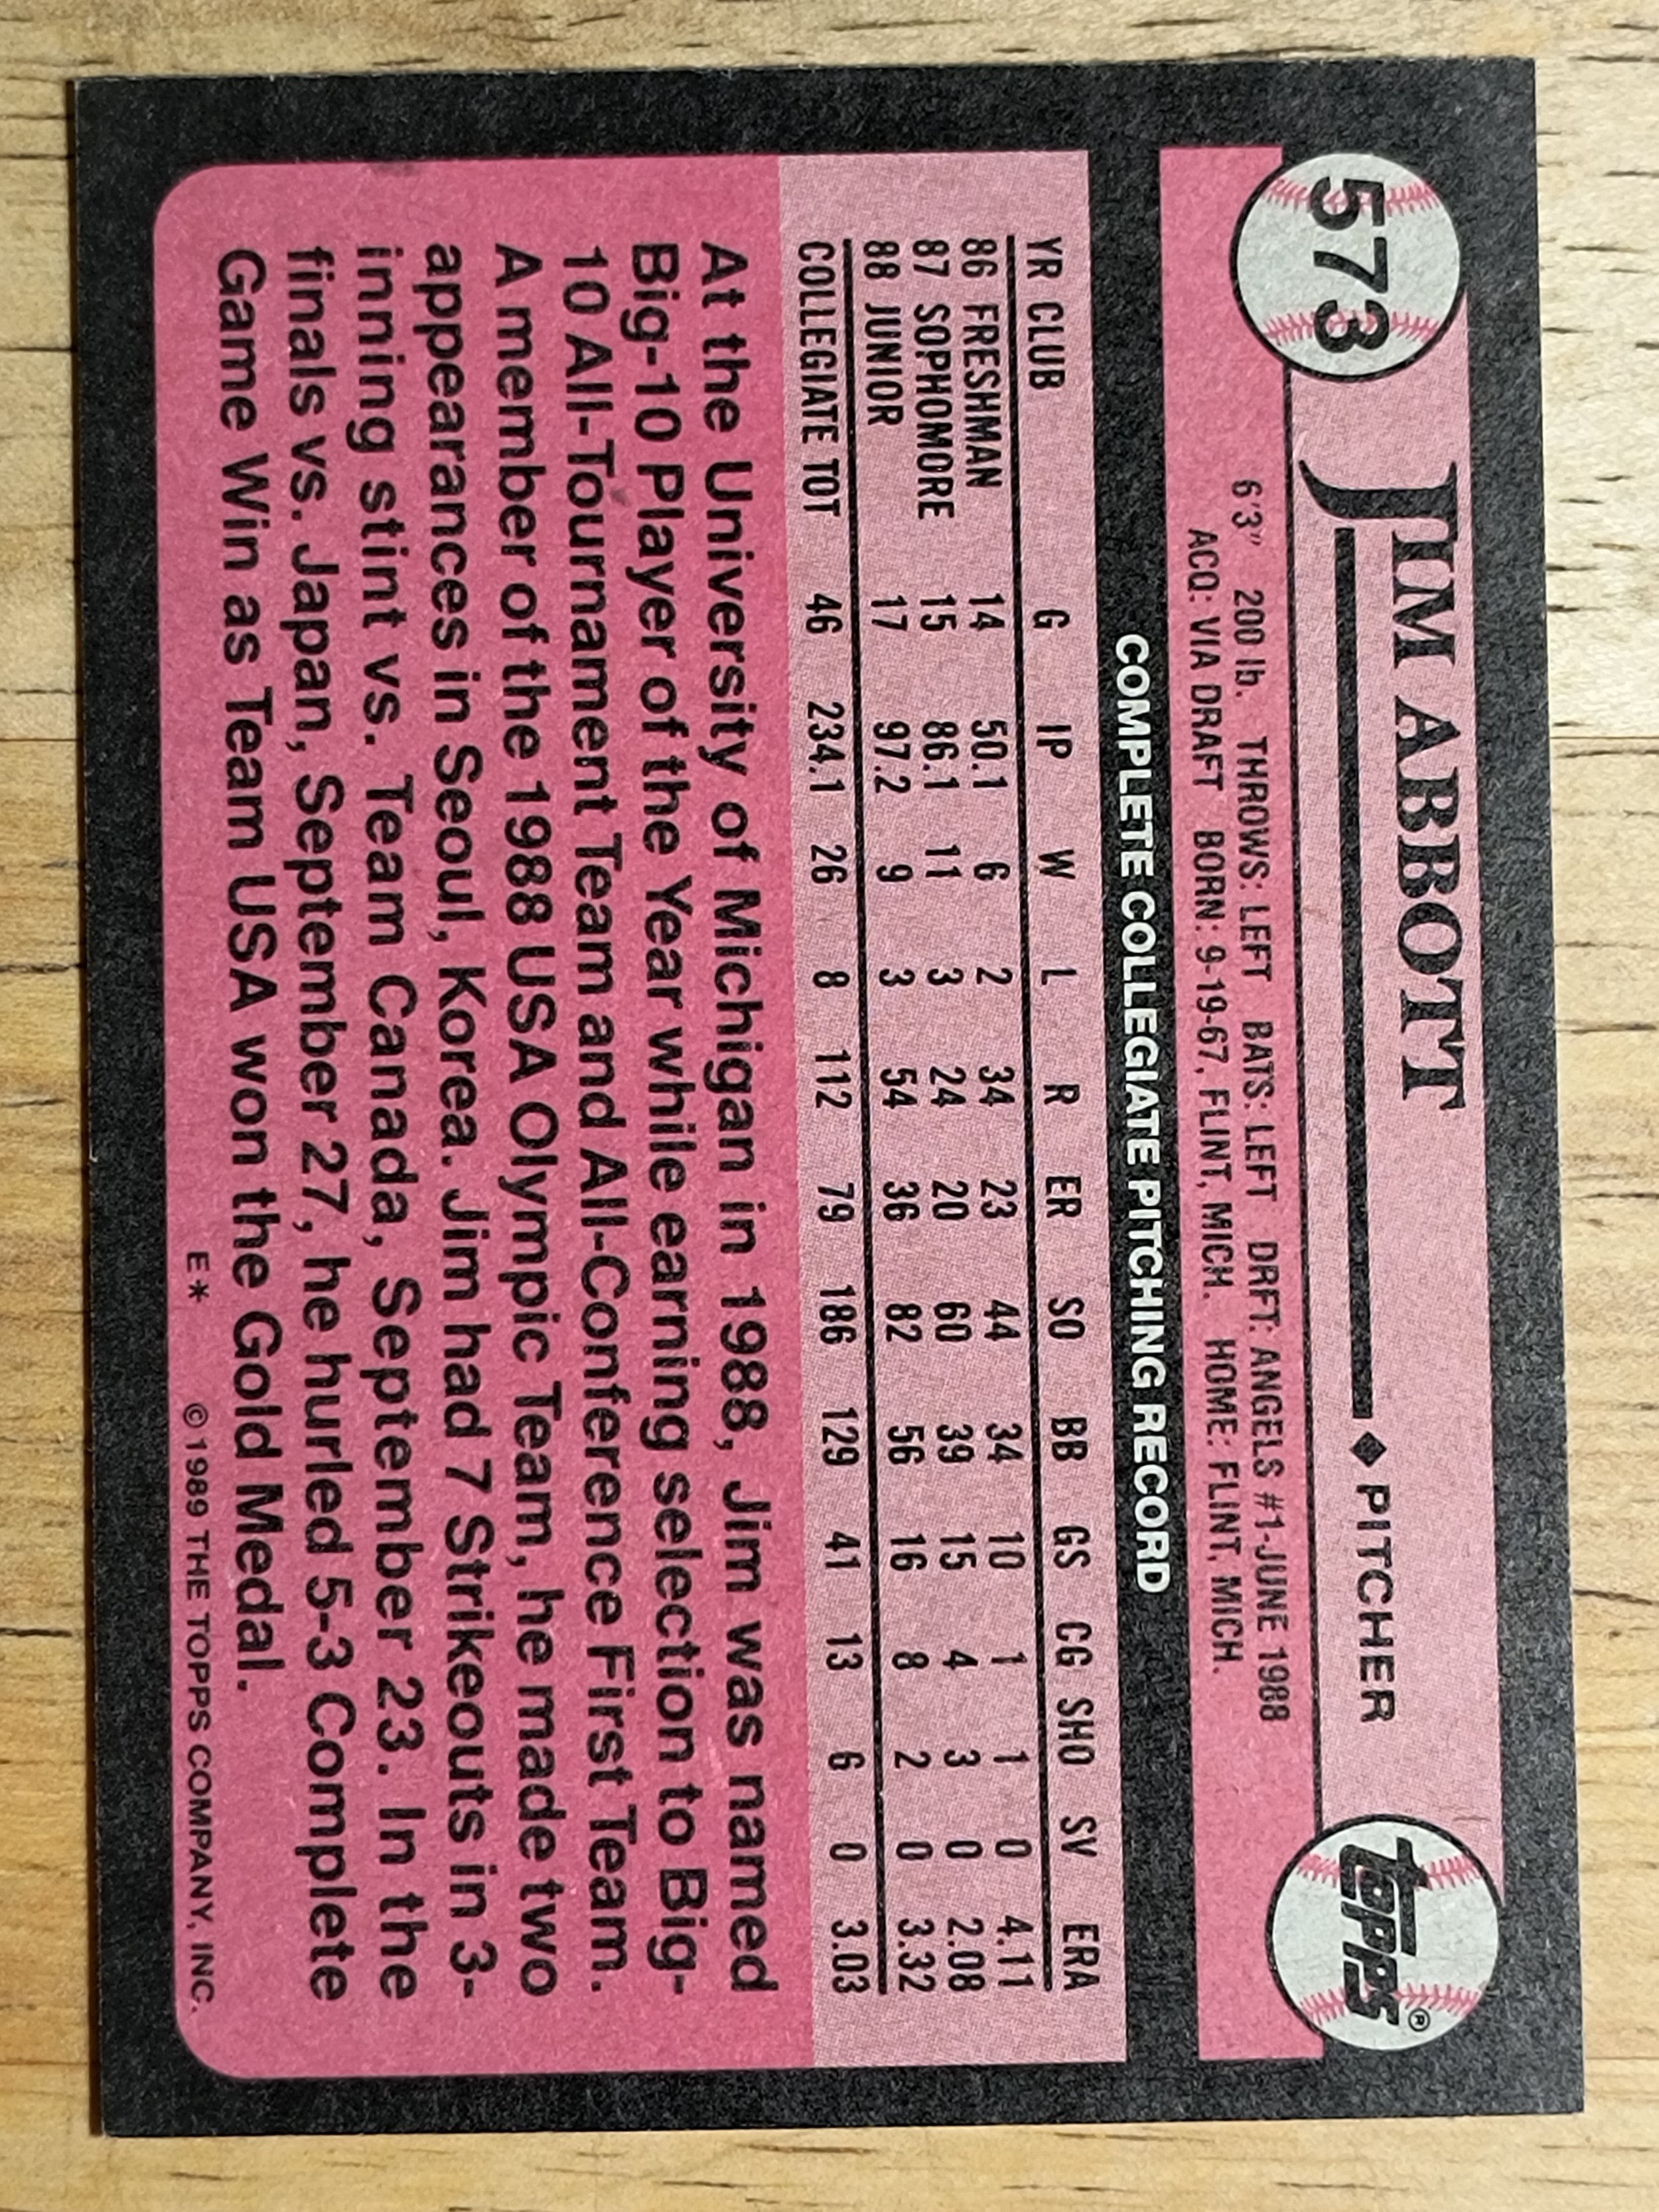 573
JIM ABBOTT
◆ PITCHER
topps®
6'3" 200 lb. THROWS: LEFT BATS: LEFT DRFT: ANGELS #1-JUNE 1988
ACQ: VIA DRAFT BORN: 9-19-67, FLINT, MICH. HOME: FLINT, MICH.
COMPLETE COLLEGIATE PITCHING RECORD
YR CLUB G IP W L R ER SO BB GS CG SHO SV ERA
86 FRESHMAN 14 50.1 6 2 34 23 44 34 10 1 1 0 4.11
87 SOPHOMORE 15 86.1 11 3 24 20 60 39 15 4 3 0 2.08
88 JUNIOR 17 97.2 9 3 54 36 82 56 16 8 2 0 3.32
COLLEGIATE TOT 46 234.1 26 8 112 79 186 129 41 13 6 0 3.03
At the University of Michigan in 1988, Jim was named
Big-10 Player of the Year while earning selection to Big-
10 All-Tournament Team and All-Conference First Team.
A member of the 1988 USA Olympic Team, he made two
appearances in Seoul, Korea. Jim had 7 Strikeouts in 3-
inning stint vs. Team Canada, September 23. In the
finals vs. Japan, September 27, he hurled 5-3 Complete
Game Win as Team USA won the Gold Medal.
E* © 1989 THE TOPPS COMPANY, INC.